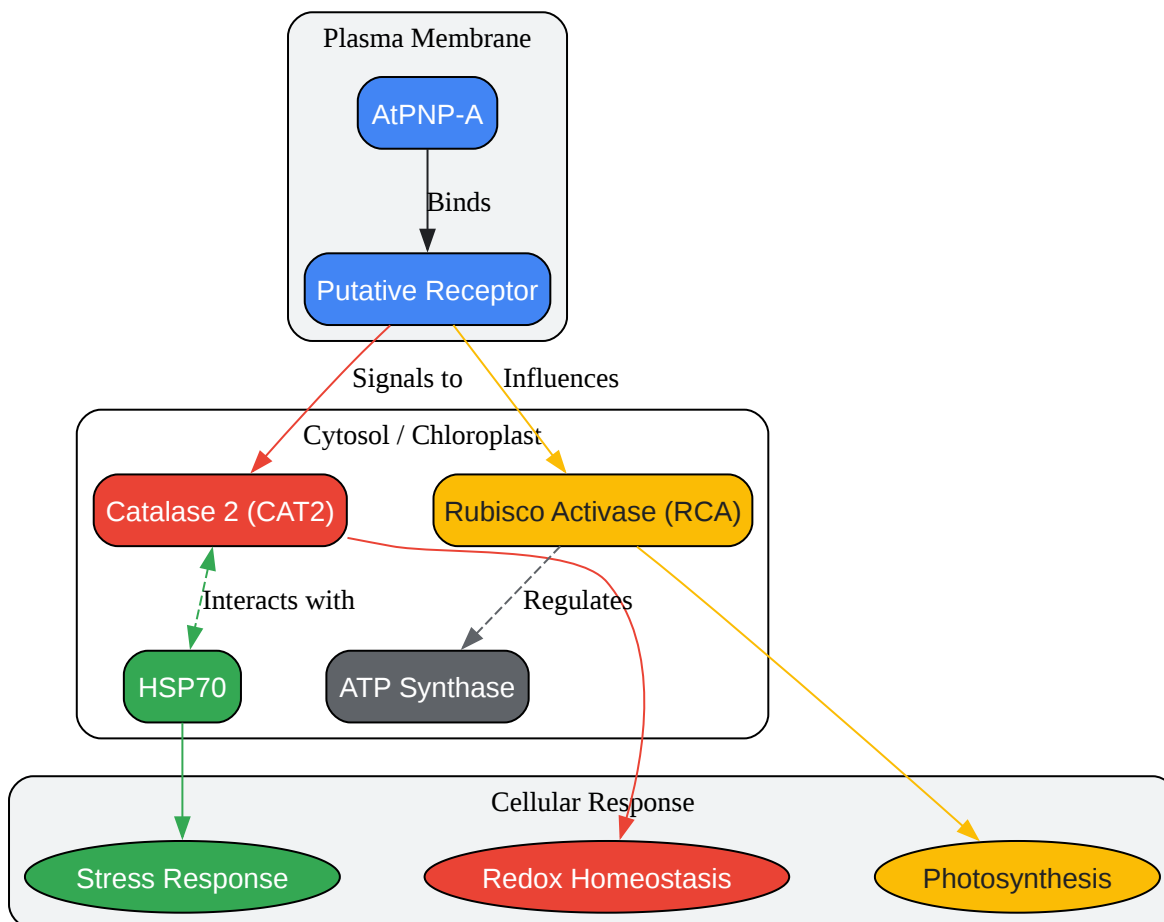 Plasma Membrane
AtPNP-A
Binds
Putative Receptor
Signals to
Influences
Cytosol / Chloroplast
Catalase 2 (CAT2)
Rubisco Activase (RCA)
Interacts with
Regulates
HSP70
ATP Synthase
Cellular Response
Stress Response
Redox Homeostasis
Photosynthesis